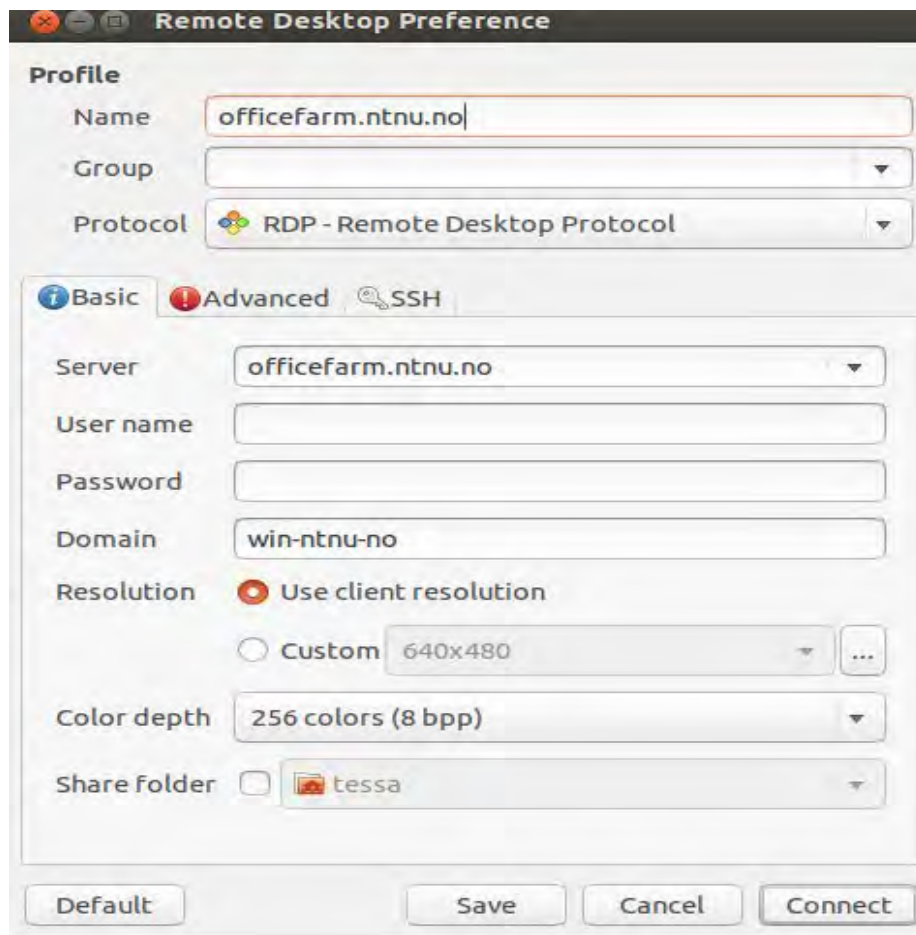 Remote Desktop Preference
Profile
Name officefarm.ntnu.no
Group
Protocol RDP - Remote Desktop Protocol
Basic Advanced SSH
Server officefarm.ntnu.no
User name
Password
Domain win-ntnu-no
Resolution Use client resolution
Custom 640x480 ...
Color depth 256 colors (8 bpp)
Share folder tessa
Default Save Cancel Connect